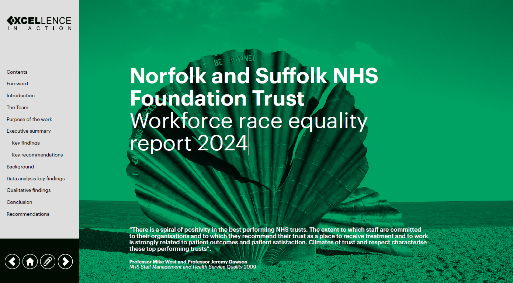 EXCELLENCE
IN ACTION
Contents
Foreword
Introduction
The Team
Purpose of the work
Executive summary
Key findings
Key recommendations
Background
Data analysis key findings
Qualitative findings
Conclusion
Recommendations
Norfolk and Suffolk NHS
Foundation Trust
Workforce race equality
report 2024
"There is a spiral of positivity in the best performing NHS trusts. The extent to which staff are committed
to their organisations and to which they recommend their trust as a place to receive treatment and to work
is strongly related to patient outcomes and patient satisfaction. Climates of trust and respect characterise
these top performing trusts".
Professor Mike West and Professor Jeremy Dawson
NHS Staff Management and Health Service Quality 2009